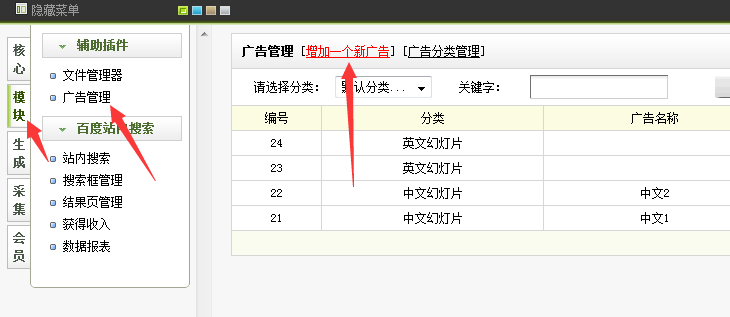 隐藏菜单
核心
模块
生成
采集
会员
辅助插件
文件管理器
广告管理
百度站内搜索
站内搜索
搜索框管理
结果页管理
获得收入
数据报表
广告管理 [增加一个新广告] [广告分类管理]
请选择分类： 默认分类... 关键字：
编号 分类 广告名称
24 英文幻灯片
23 英文幻灯片
22 中文幻灯片 中文2
21 中文幻灯片 中文1